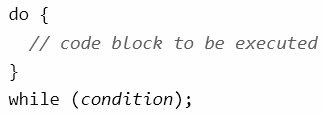 do {
  // code block to be executed
}
while (condition);